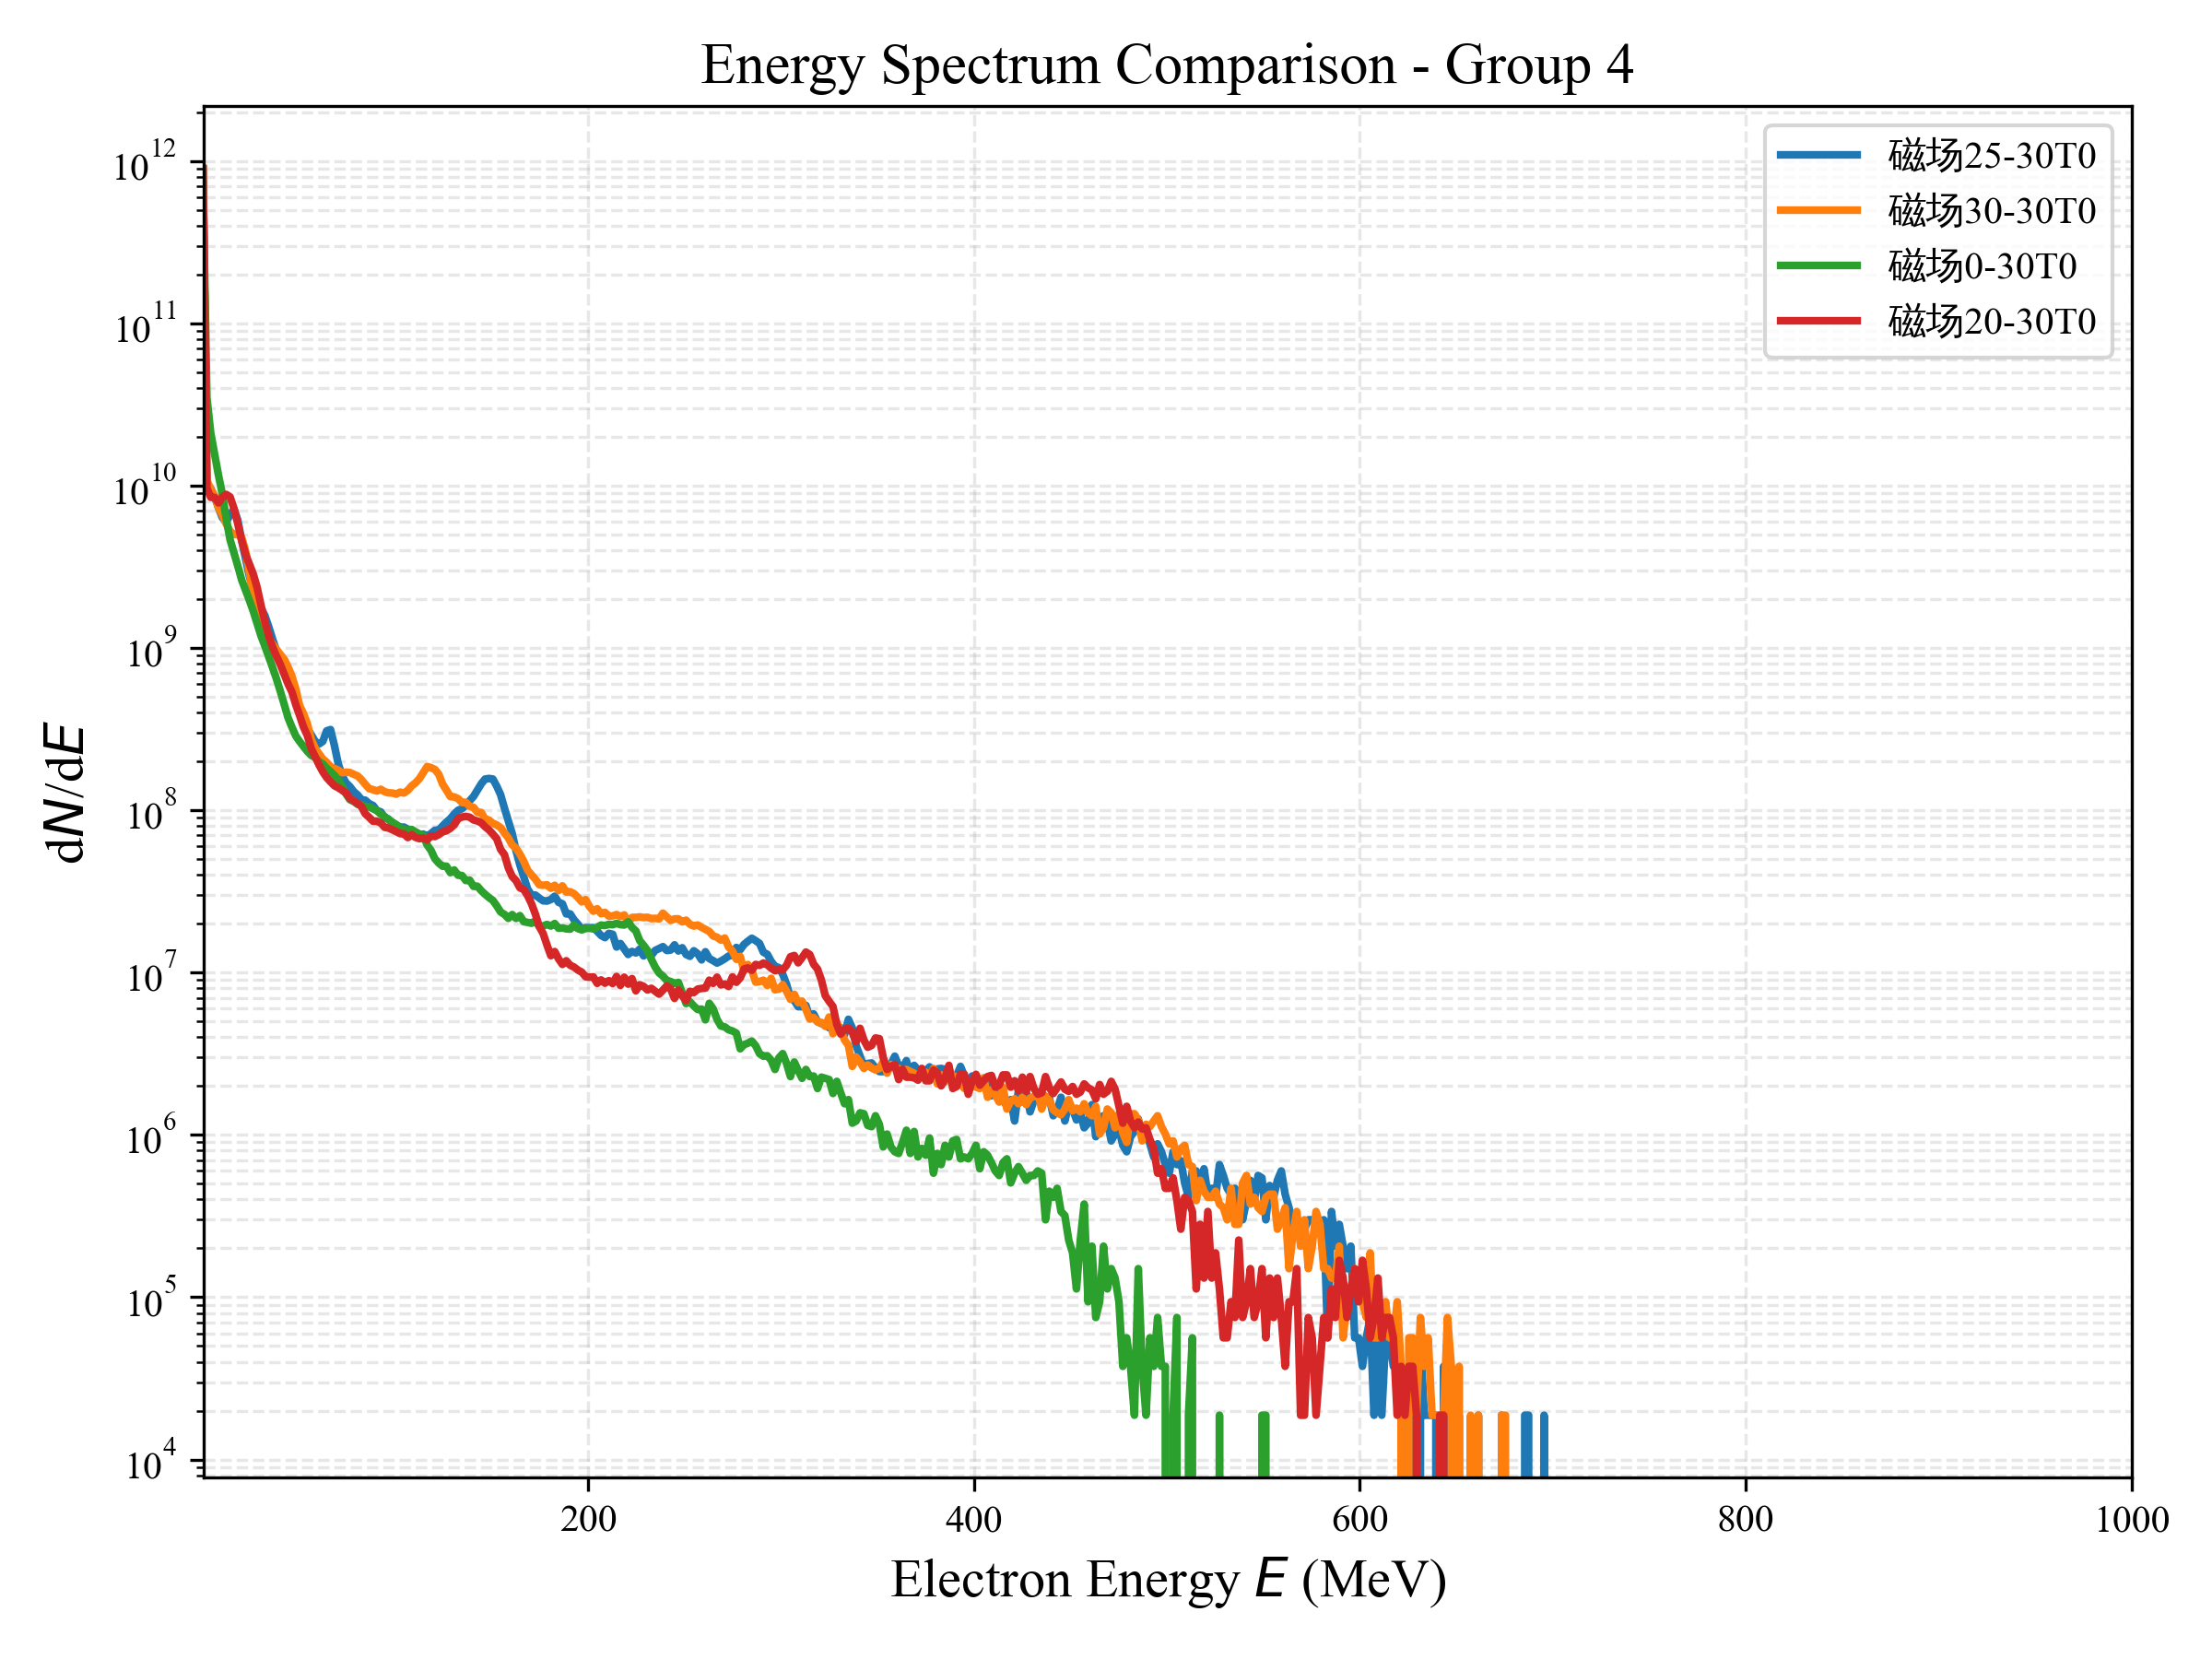 Energy Spectrum Comparison - Group 4
磁场25-30T0
磁场30-30T0
磁场0-30T0
磁场20-30T0
10^12
10^11
10^10
10^9
10^8
10^7
10^6
10^5
10^4
dN/dE
200 400 600 800 1000
Electron Energy E (MeV)